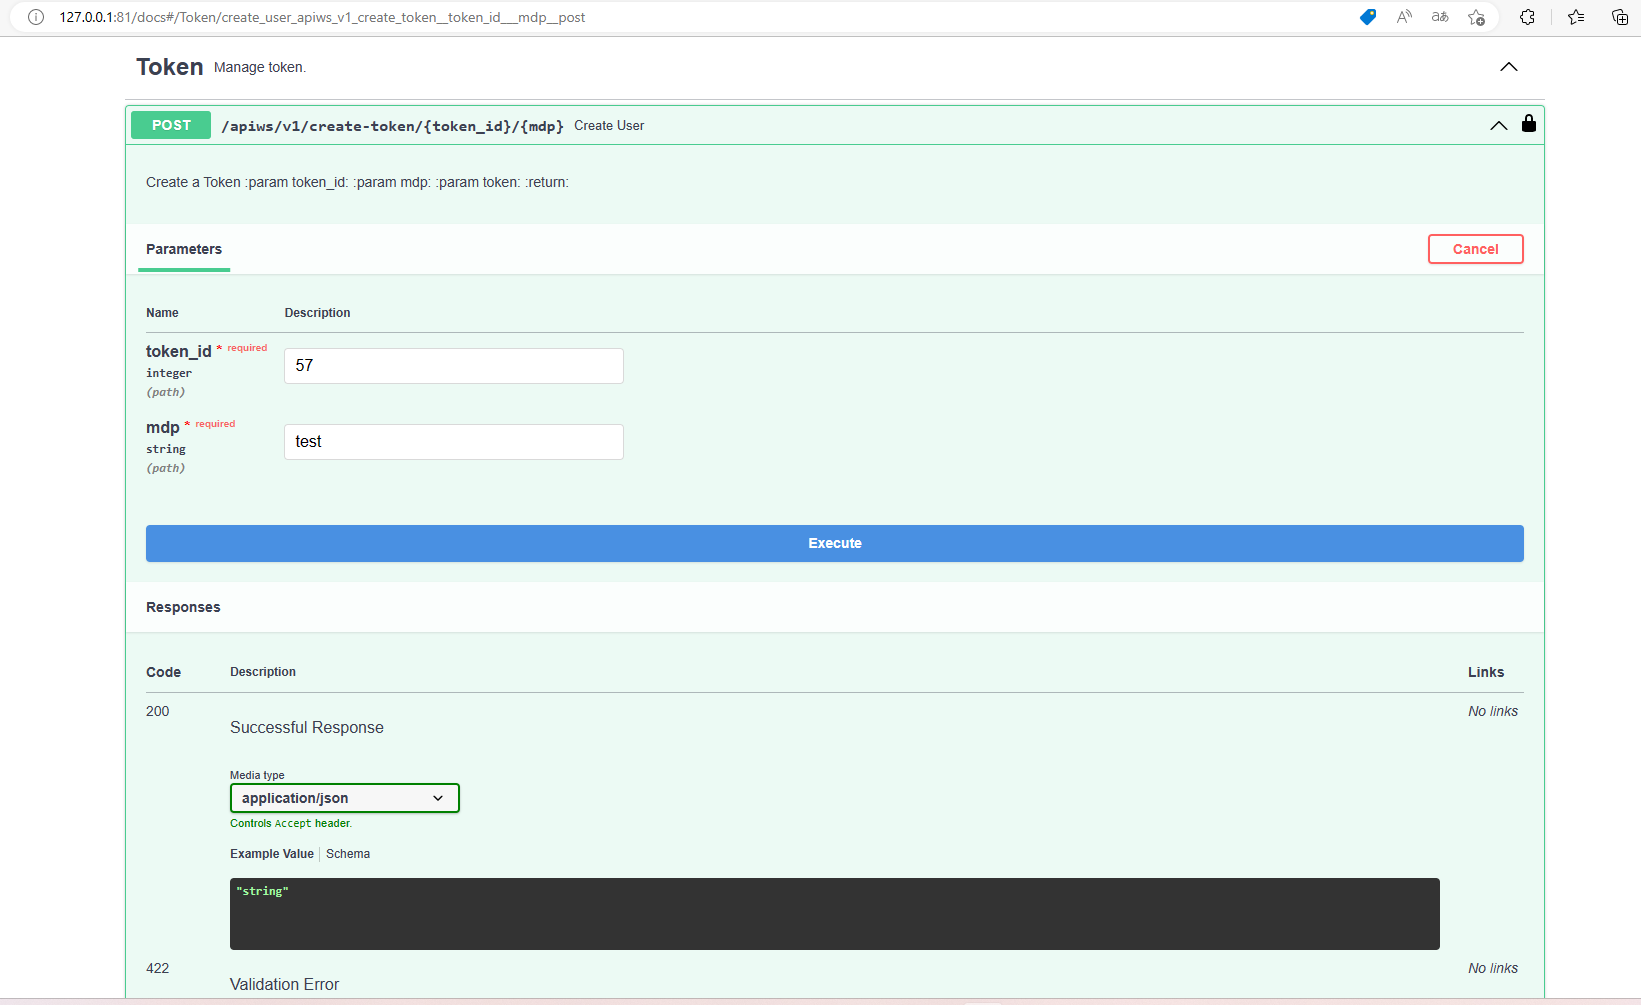 127.0.0.1:81/docs#/Token/create_user_apiws_v1_create_token__token_id___mdp__post
Token Manage token.
POST /apiws/v1/create-token/{token_id}/{mdp} Create User
Create a Token :param token_id: :param mdp: :param token: :return:
Parameters
Cancel
Name Description
token_id * required
integer
(path)
57
mdp * required
string
(path)
test
Execute
Responses
Code Description Links
200 No links
Successful Response
Media type
application/json
Controls Accept header.
Example Value Schema
"string"
422 No links
Validation Error